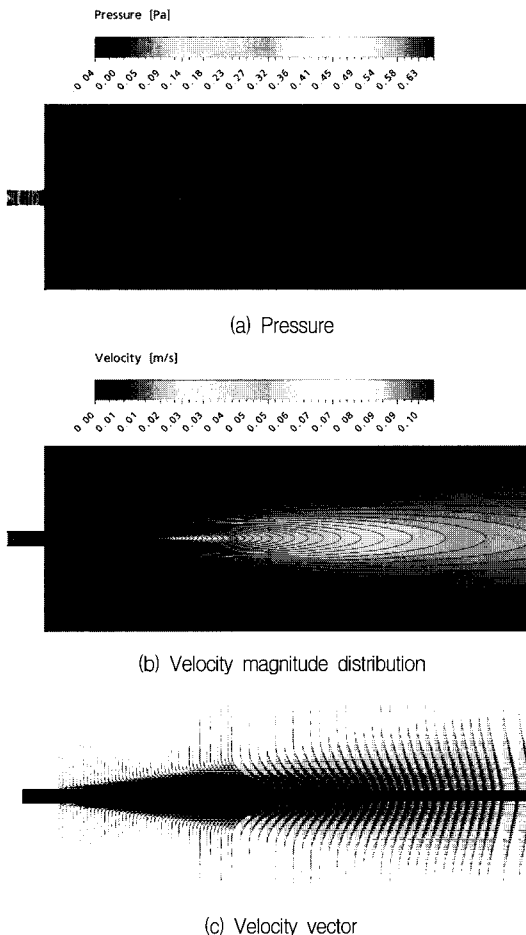 Pressure [Pa]
-0.04 0.00 0.05 0.09 0.14 0.18 0.23 0.27 0.32 0.36 0.41 0.45 0.49 0.54 0.58 0.63
(a) Pressure
Velocity [m/s]
0.00 0.01 0.01 0.02 0.03 0.03 0.04 0.05 0.05 0.06 0.07 0.07 0.08 0.09 0.09 0.10
(b) Velocity magnitude distribution
(c) Velocity vector